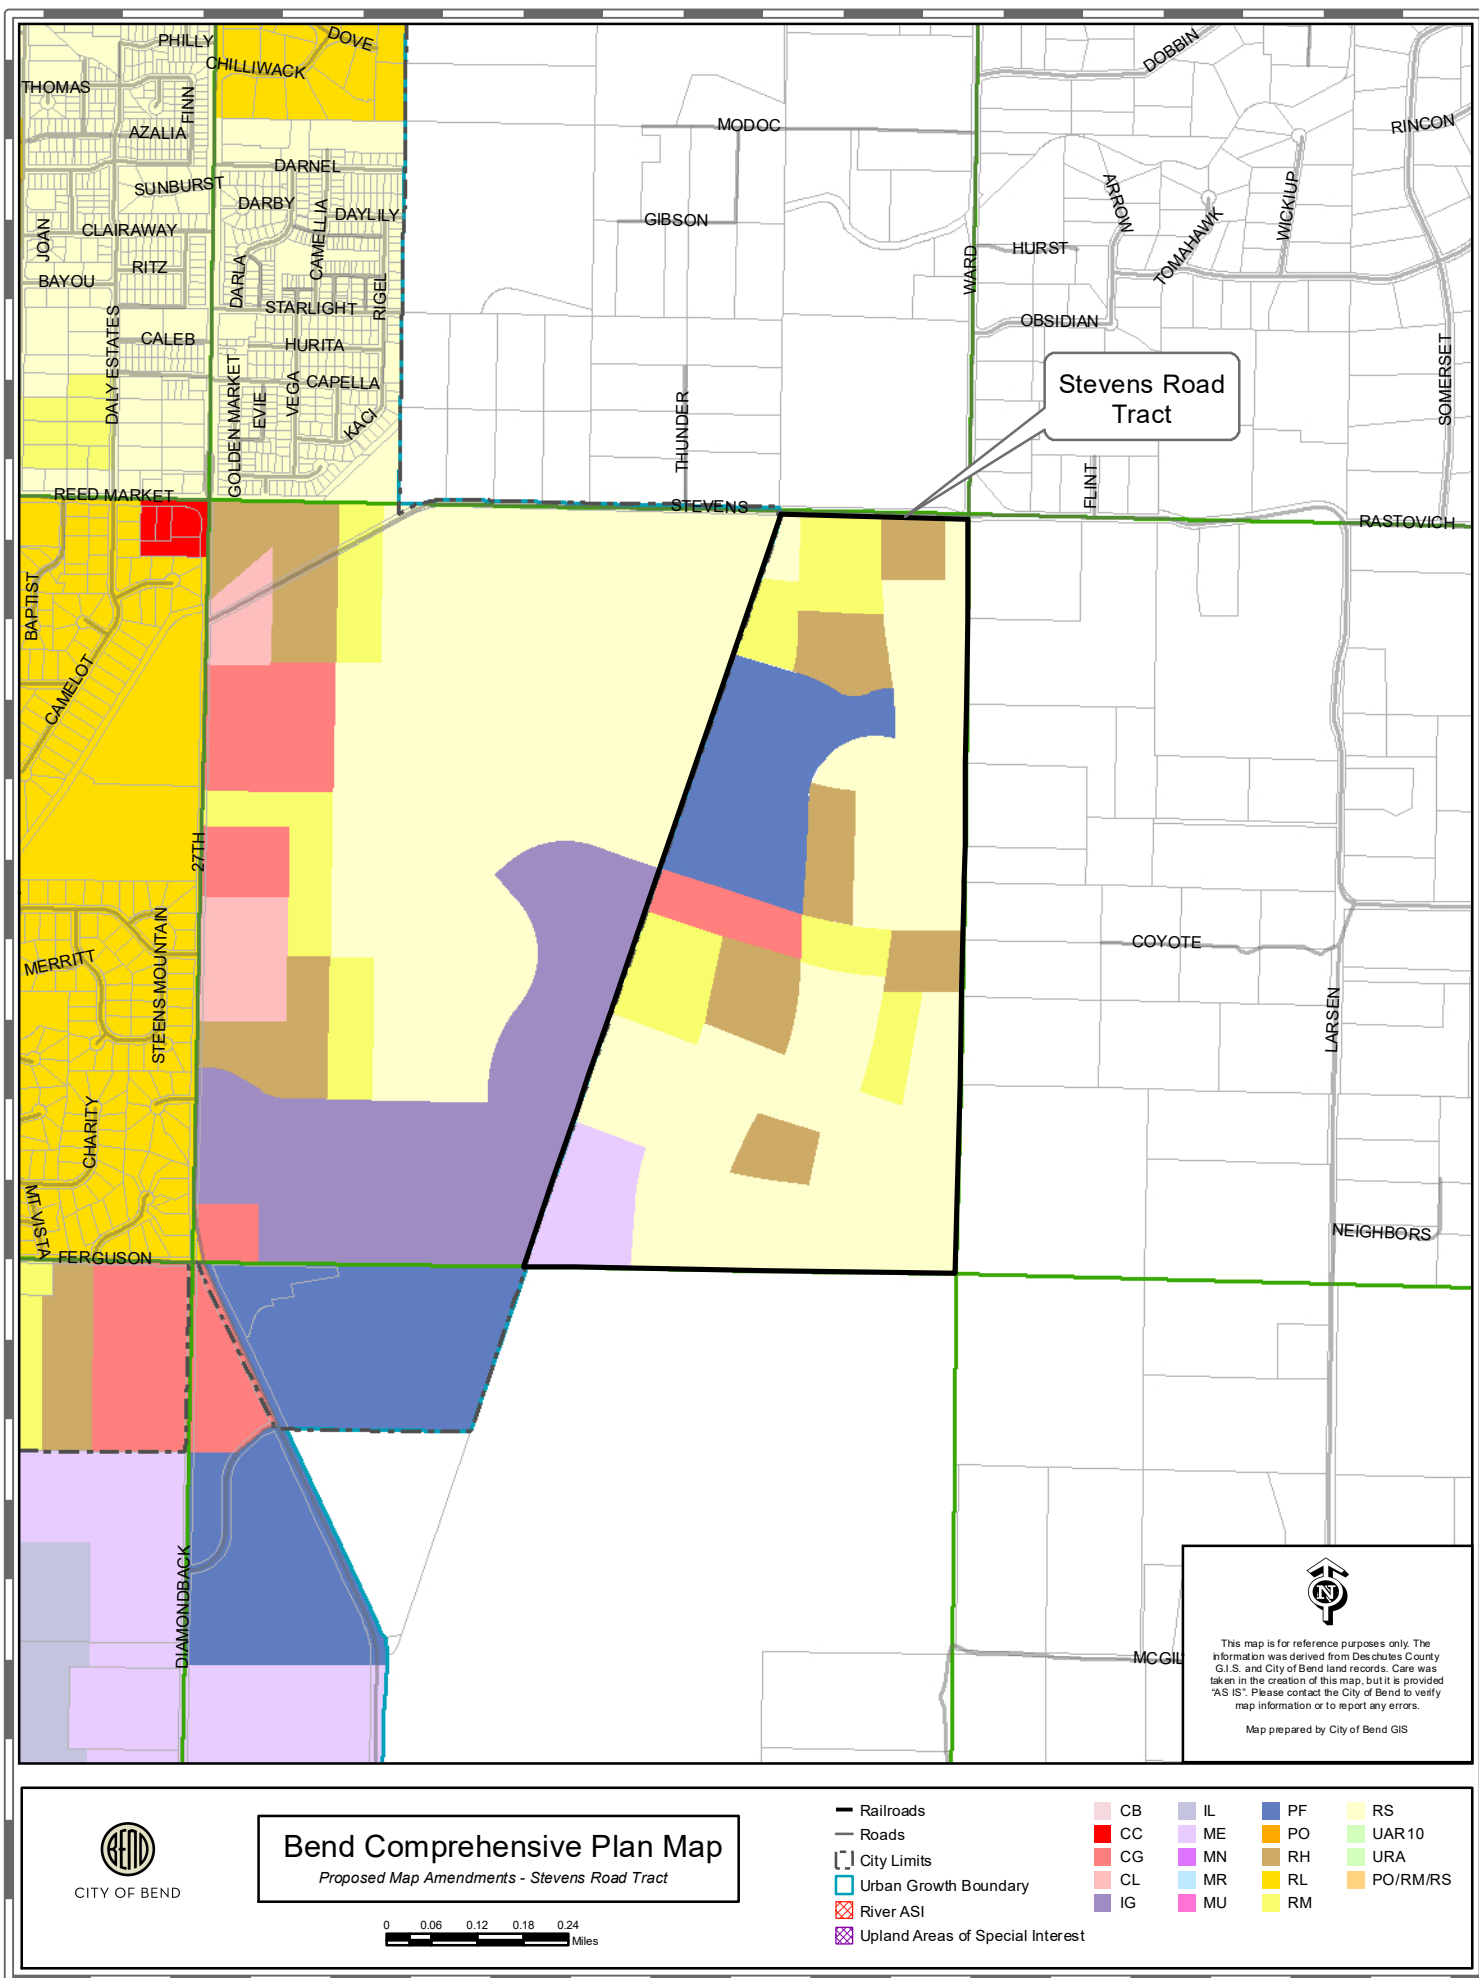 PHILLY
DOVE
CHILLIWACK
THOMAS
FINN
AZALIA
DOBBIN
RINCON
MODOC
DARNEL
SUNBURST
DARBY
CAMELLIA
DAYLILY
GIBSON
ARROW
TOMAHAWK
WICKIUP
JOAN
CLAIRAWAY
RITZ
BAYOU
DARLA
RIGEL
WARD
HURST
STARLIGHT
DALY ESTATES
CALEB
HURITA
OBSIDIAN
GOLDEN MARKET
EVIE
VEGA
CAPELLA
KACI
THUNDER
SOMERSET
Stevens Road
Tract
FLINT
REED MARKET
STEVENS
RASTOVICH
BAPTIST
CAMELOT
27TH
MERRITT
STEENS MOUNTAIN
COYOTE
LARSEN
CHARITY
MT VISTA
FERGUSON
NEIGHBORS
DIAMONDBACK
MCGIL
N
This map is for reference purposes only. The
information was derived from Deschutes County
G.I.S. and City of Bend land records. Care was
taken in the creation of this map, but it is provided
"AS IS". Please contact the City of Bend to verify
map information or to report any errors.
Map prepared by City of Bend GIS
BEND
CITY OF BEND
Bend Comprehensive Plan Map
Proposed Map Amendments - Stevens Road Tract
0 0.06 0.12 0.18 0.24
Miles
Railroads
Roads
City Limits
Urban Growth Boundary
River ASI
Upland Areas of Special Interest
CB
CC
CG
CL
IG
IL
ME
MN
MR
MU
PF
PO
RH
RL
RM
RS
UAR10
URA
PO/RM/RS